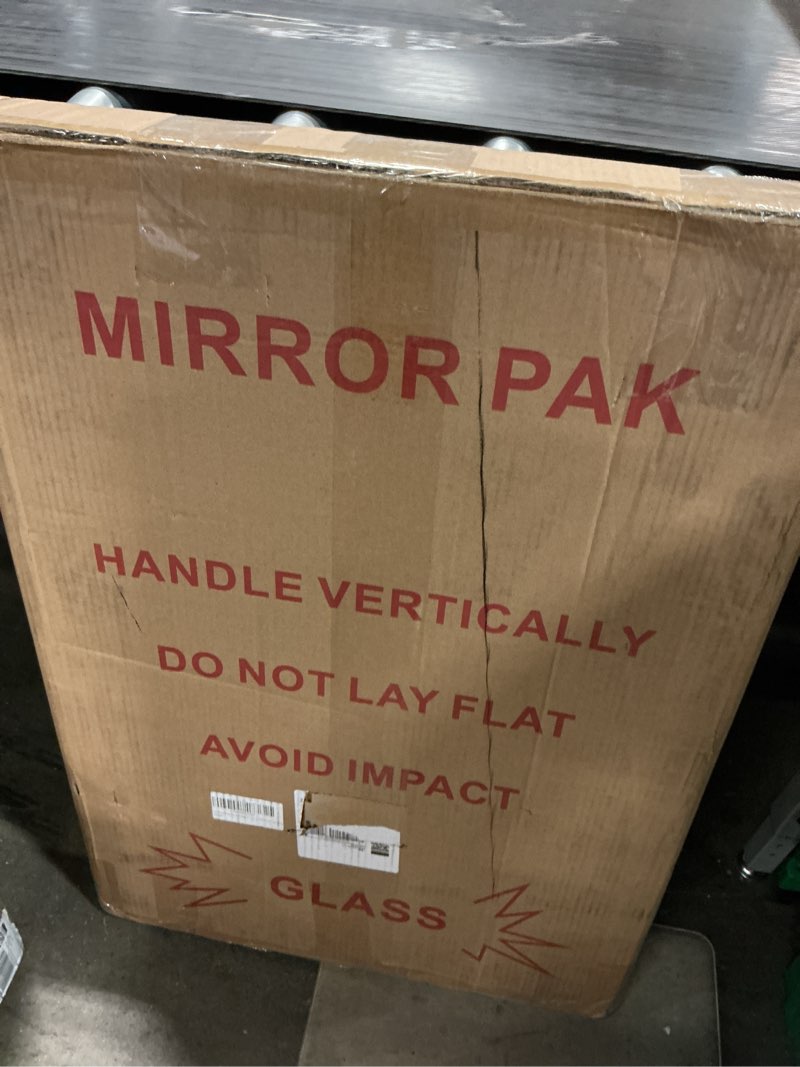 MIRROR PAK
HANDLE VERTICALLY
DO NOT LAY FLAT
AVOID IMPACT
GLASS